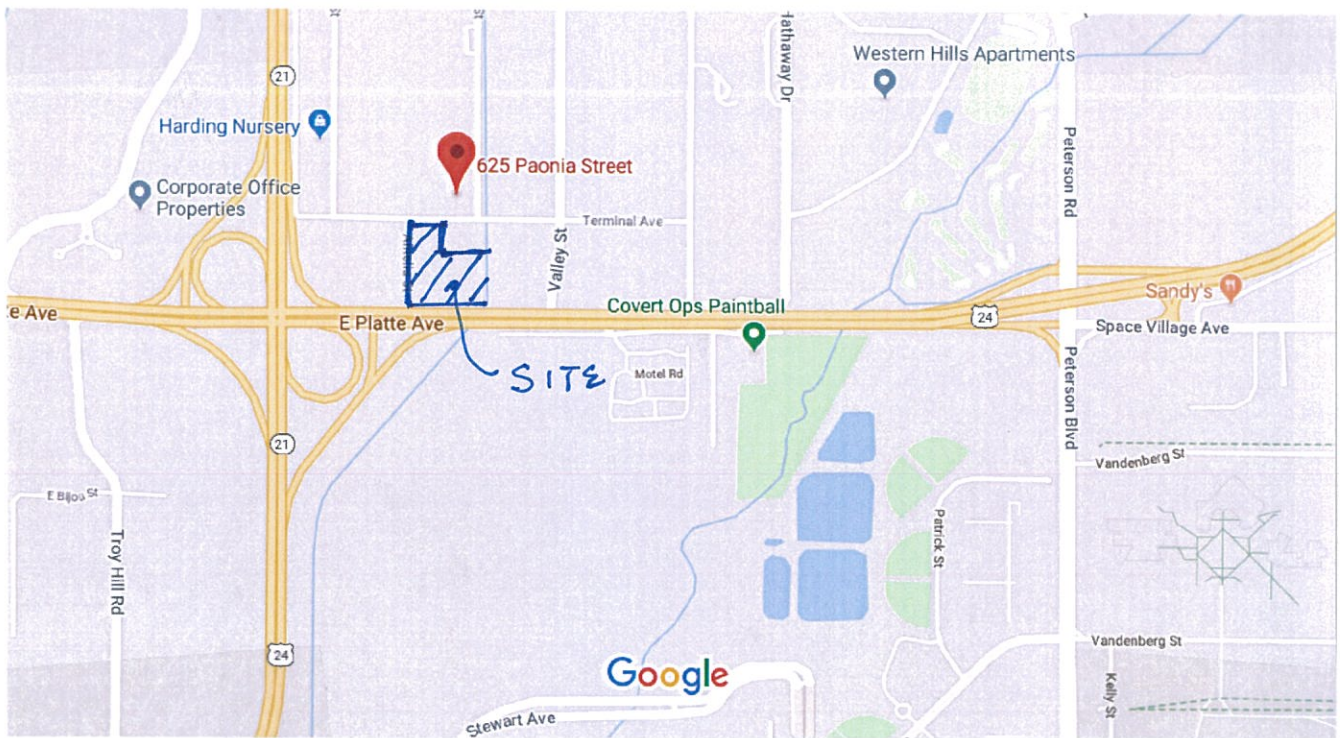 Hathaway Dr
Western Hills Apartments
21
Harding Nursery
Peterson Rd
625 Paonia Street
Corporate Office
Properties
Terminal Ave
Valley St
Sandy's
e Ave
E Platte Ave
Covert Ops Paintball
24
Space Village Ave
SITE
Motel Rd
Peterson Blvd
21
Vandenberg St
E Bijou St
Patrick St
Troy Hill Rd
Vandenberg St
24
Google
Kelly St
Stewart Ave